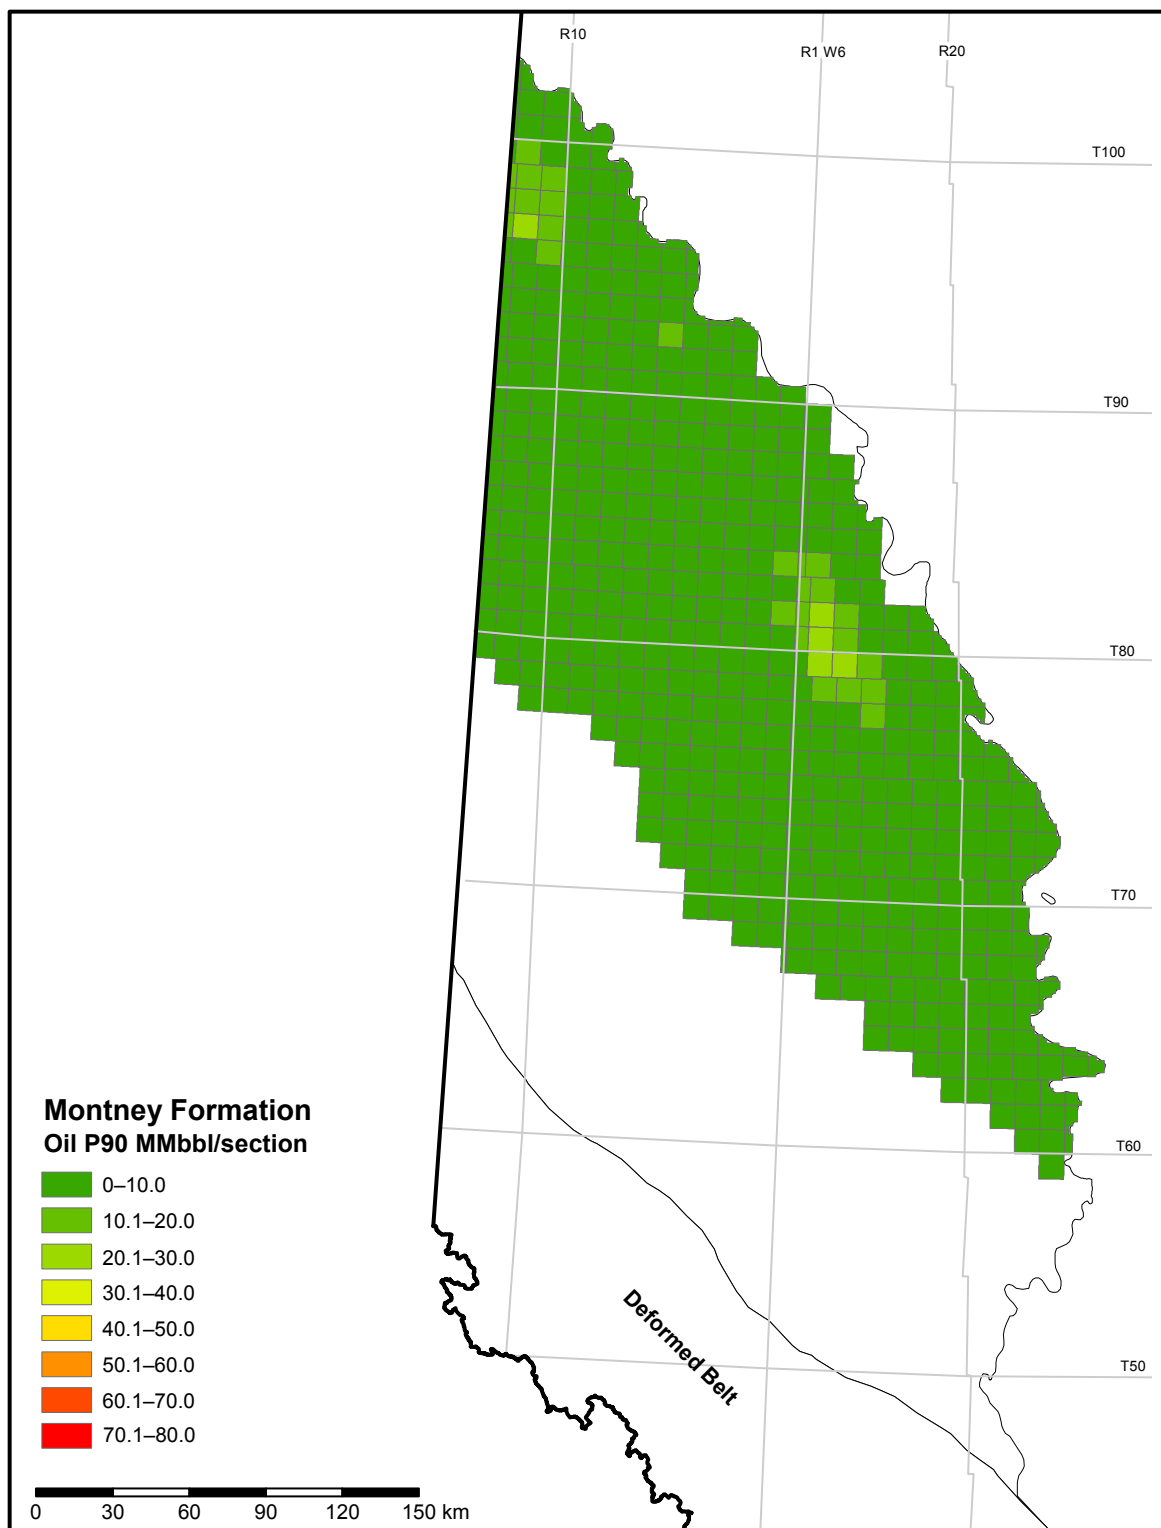 R10
R1 W6
R20
T100
T90
T80
T70
T60
T50
Deformed Belt
Montney Formation
Oil P90 MMbbl/section
0–10.0
10.1–20.0
20.1–30.0
30.1–40.0
40.1–50.0
50.1–60.0
60.1–70.0
70.1–80.0
0 30 60 90 120 150 km